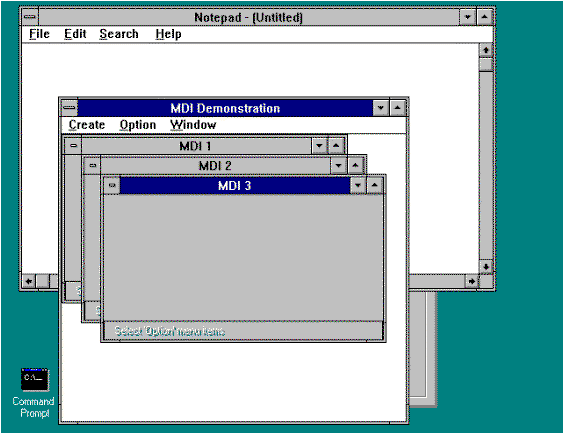 Notepad - (Untitled)
File Edit Search Help
MDI Demonstration
Create Option Window
MDI 1
MDI 2
MDI 3
S
S
Select 'Option' menu items
C:\_
Command
Prompt